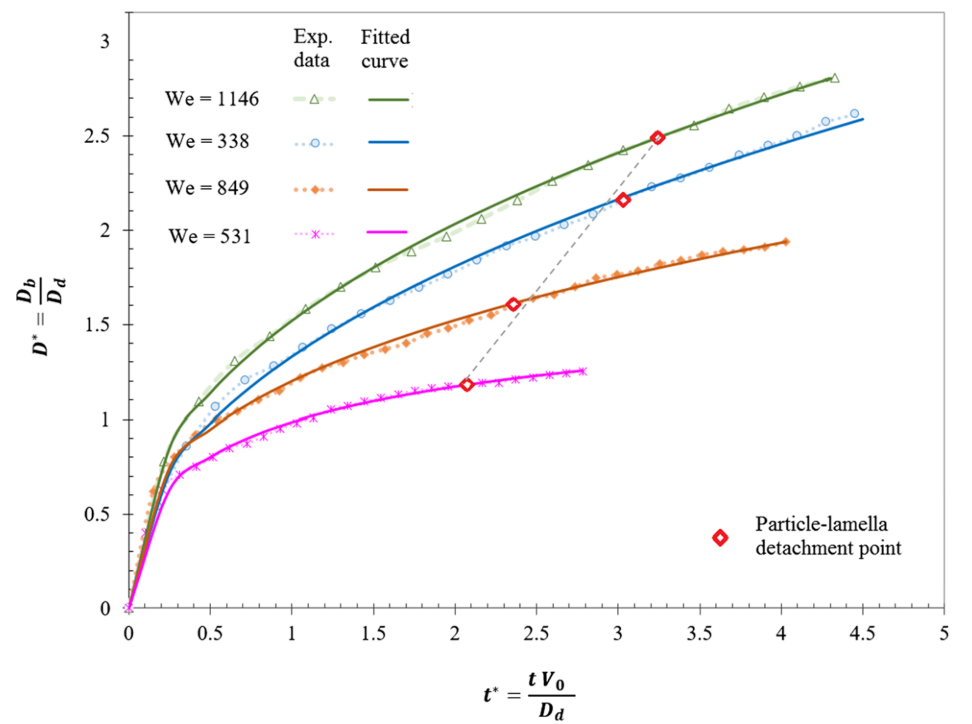 Exp. data
Fitted curve
We = 1146
We = 338
We = 849
We = 531
Particle-lamella
detachment point
3
2.5
2
1.5
1
0.5
0
0 0.5 1 1.5 2 2.5 3 3.5 4 4.5 5
D* = D_b / D_d
t* = t V_0 / D_d